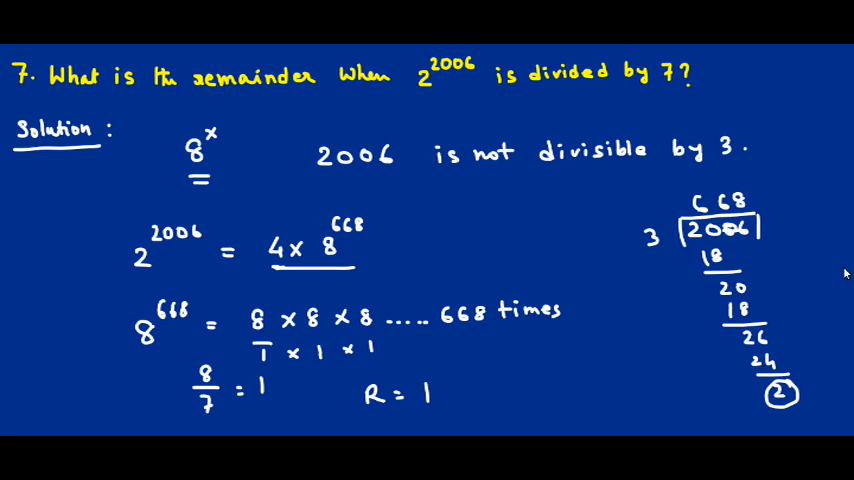 7. What is the remainder when 2^2006 is divided by 7?
Solution :
8^x 2006 is not divisible by 3.
2^2006 = 4 × 8^668
8^668 = 8 × 8 × 8 ..... 668 times
1 × 1 × 1
8/7 = 1 R = 1
668
3 2006
18
20
18
26
24
2